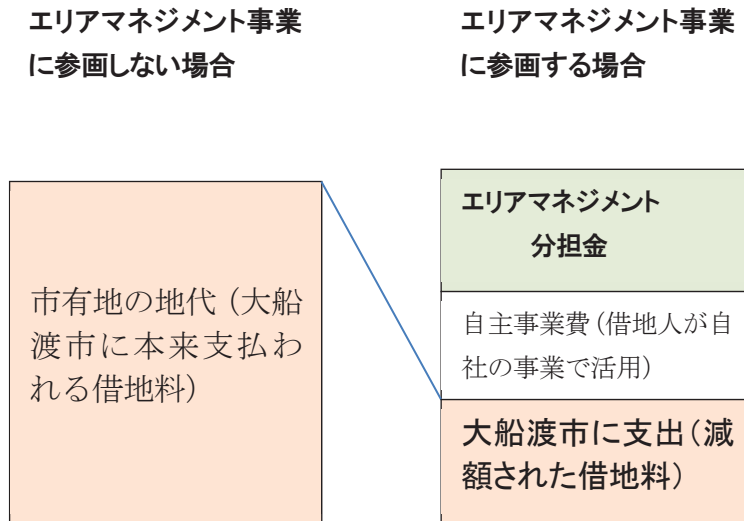 エリアマネジメント事業
に参画しない場合
エリアマネジメント事業
に参画する場合
市有地の地代（大船
渡市に本来支払わ
れる借地料）
エリアマネジメント
分担金
自主事業費（借地人が自
社の事業で活用）
大船渡市に支出（減
額された借地料）